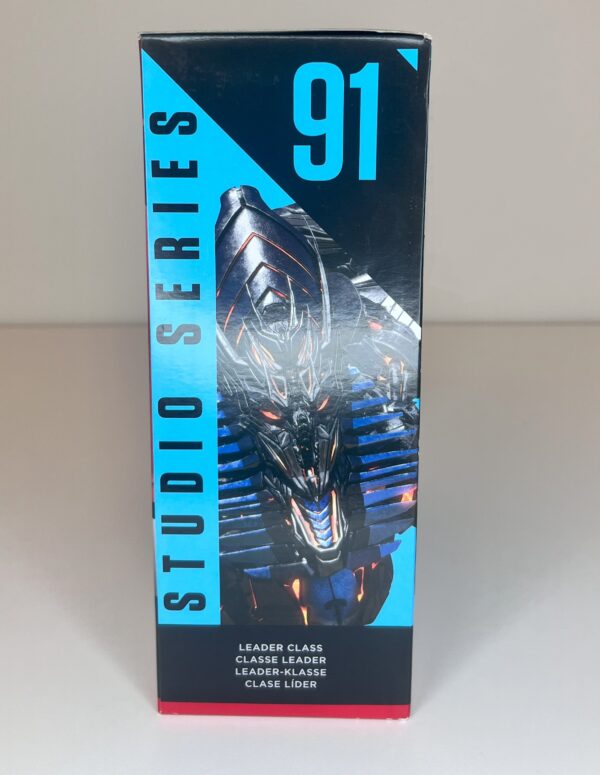 91
STUDIO SERIES
LEADER CLASS
CLASSE LEADER
LEADER-KLASSE
CLASE LÍDER